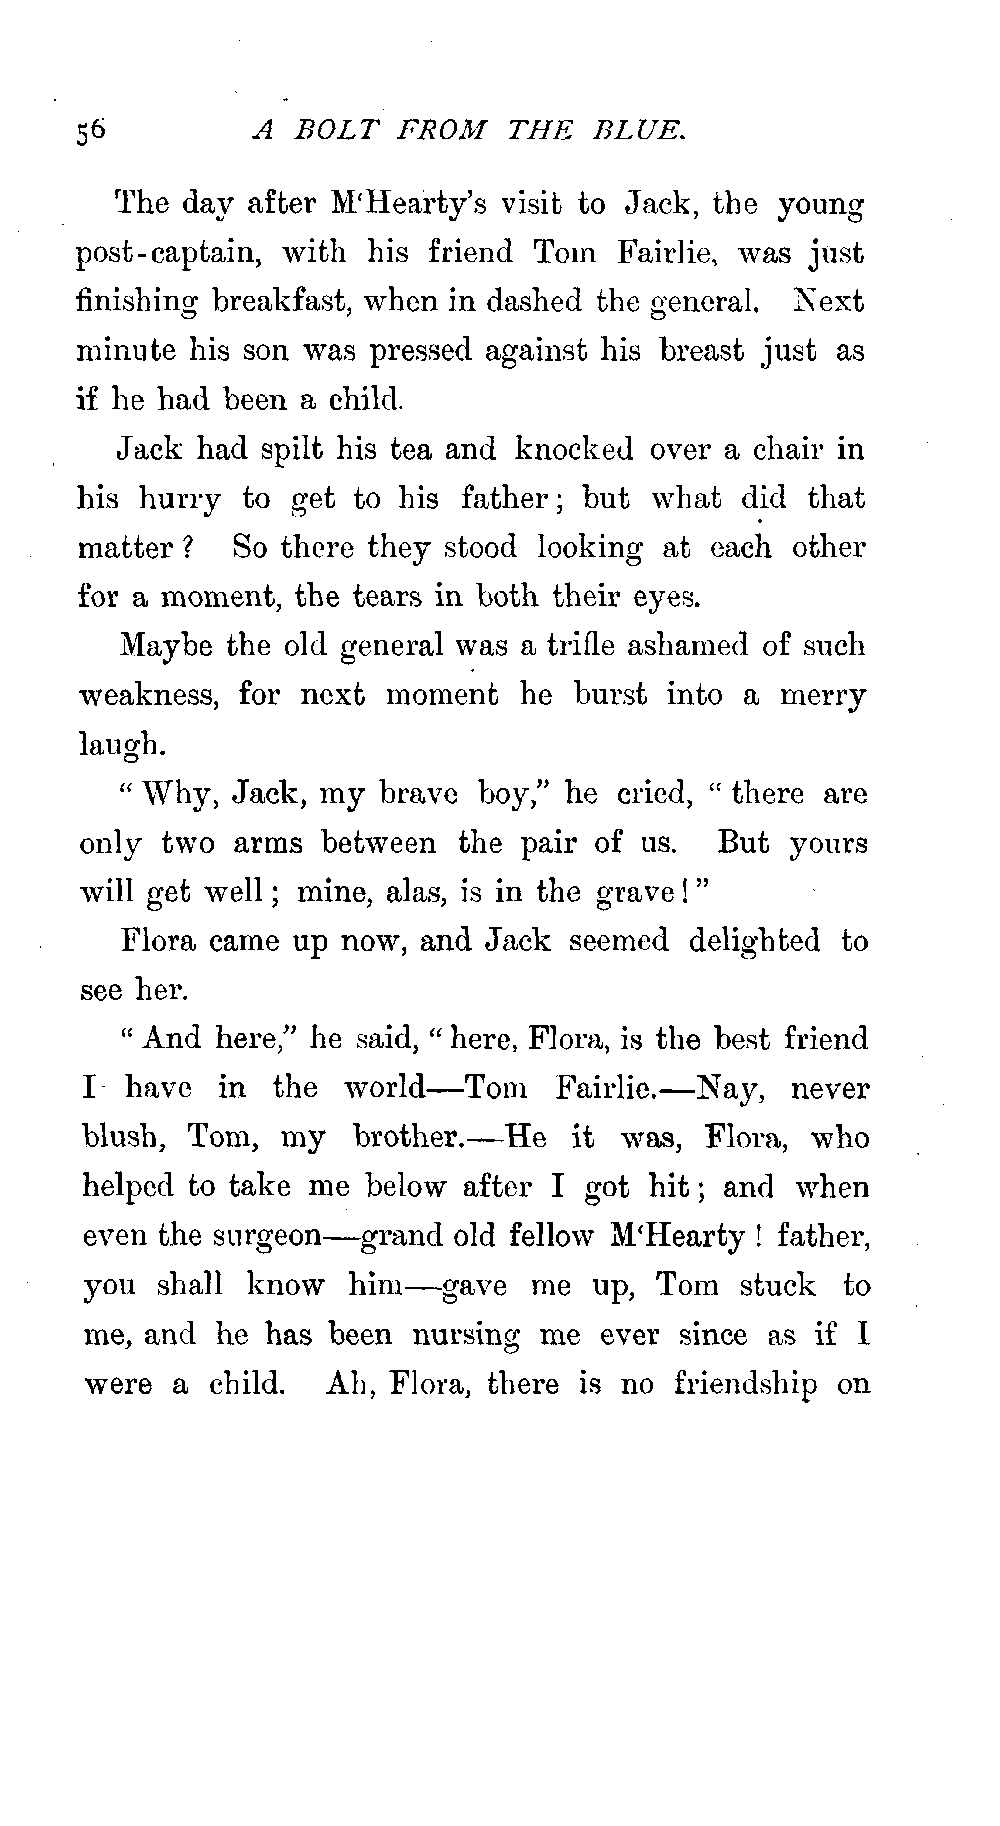 56 A BOLT FROM THE BLUE.
The day after M‘Hearty's visit to Jack, the young
post-captain, with his friend Tom Fairlie, was just
finishing breakfast, when in dashed the general. Next
minute his son was pressed against his breast just as
if he had been a child.
Jack had spilt his tea and knocked over a chair in
his hurry to get to his father; but what did that
matter? So there they stood looking at each other
for a moment, the tears in both their eyes.
Maybe the old general was a trifle ashamed of such
weakness, for next moment he burst into a merry
laugh.
“Why, Jack, my brave boy,” he cried, “there are
only two arms between the pair of us. But yours
will get well; mine, alas, is in the grave!”
Flora came up now, and Jack seemed delighted to
see her.
“And here,” he said, “here, Flora, is the best friend
I have in the world—Tom Fairlie.—Nay, never
blush, Tom, my brother.—He it was, Flora, who
helped to take me below after I got hit; and when
even the surgeon—grand old fellow M‘Hearty! father,
you shall know him—gave me up, Tom stuck to
me, and he has been nursing me ever since as if I
were a child. Ah, Flora, there is no friendship on